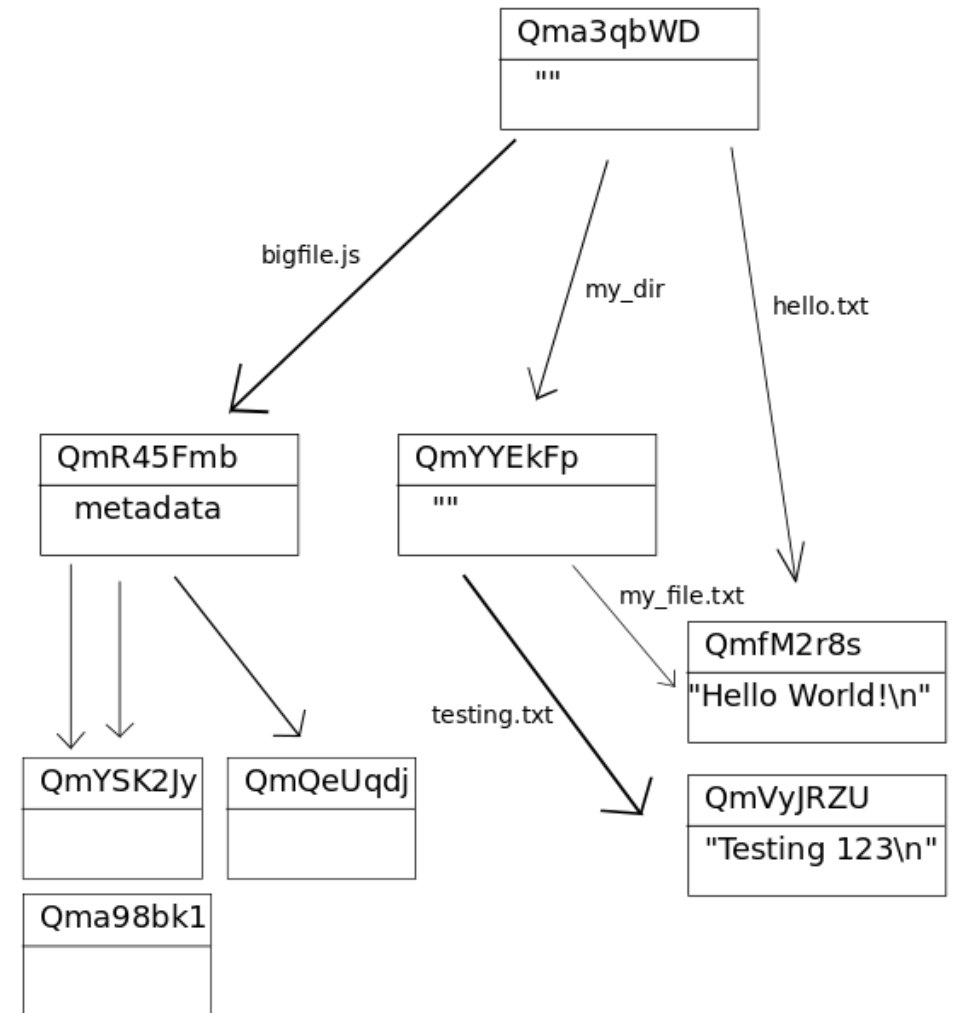 Qma3qbWD
""
bigfile.js
my_dir
hello.txt
QmR45Fmb
metadata
QmYYEkFp
""
my_file.txt
testing.txt
QmfM2r8s
"Hello World!\n"
QmYSK2Jy
QmQeUqdj
QmVyJRZU
"Testing 123\n"
Qma98bk1